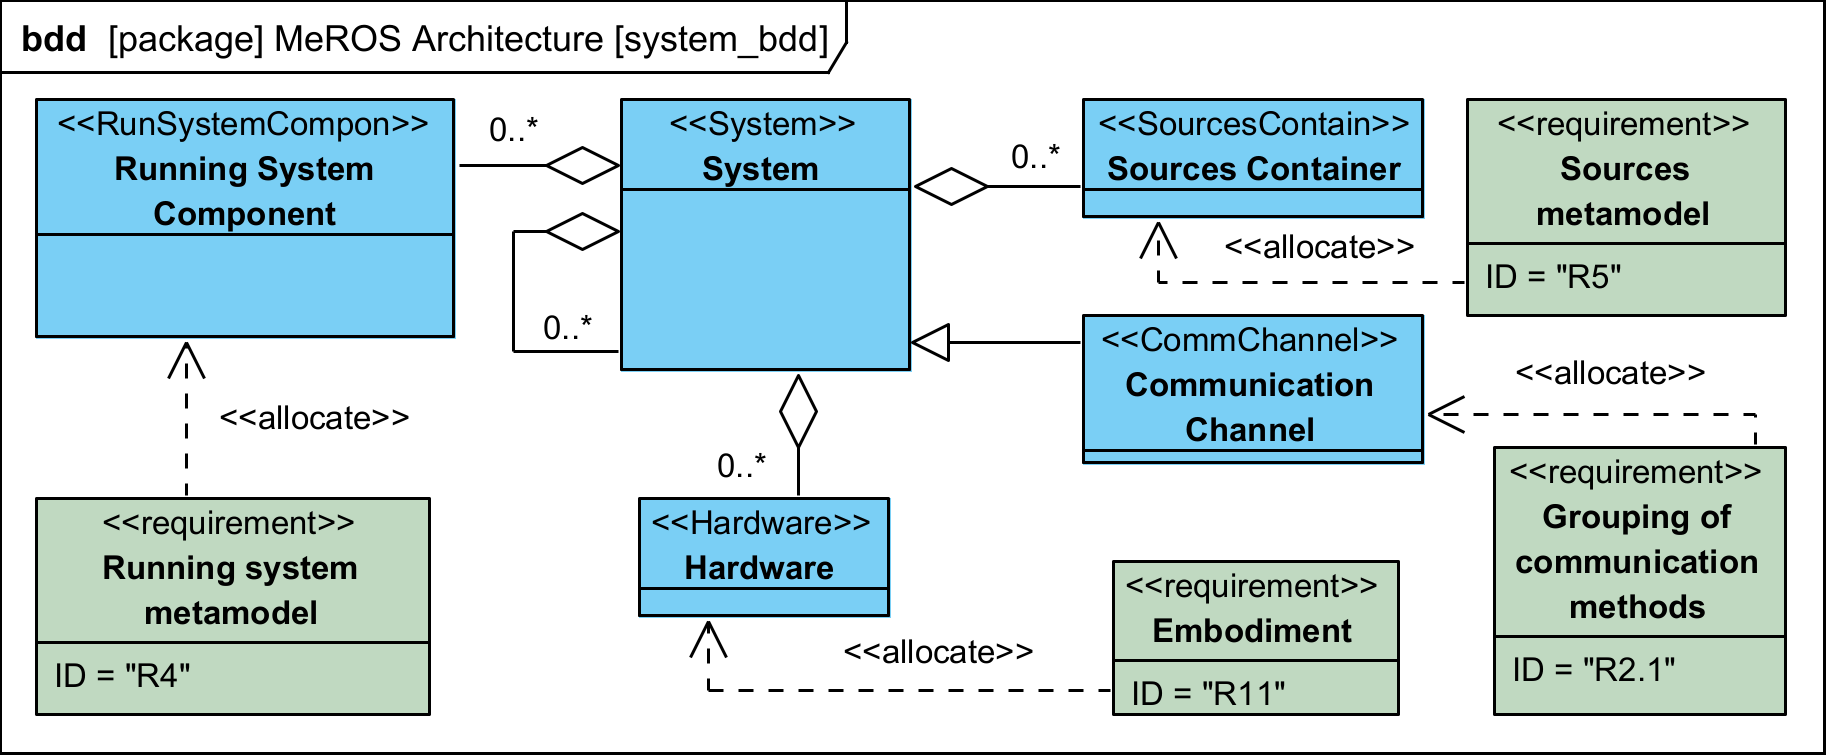 bdd [package] MeROS Architecture [system_bdd]
<<RunSystemCompon>>
Running System
Component
0..*
<<System>>
System
0..*
0..*
<<SourcesContain>>
Sources Container
<<requirement>>
Sources
metamodel
ID = "R5"
<<allocate>>
<<CommChannel>>
Communication
Channel
<<allocate>>
<<requirement>>
Grouping of
communication
methods
ID = "R2.1"
<<allocate>>
<<requirement>>
Running system
metamodel
ID = "R4"
0..*
<<Hardware>>
Hardware
<<allocate>>
<<requirement>>
Embodiment
ID = "R11"